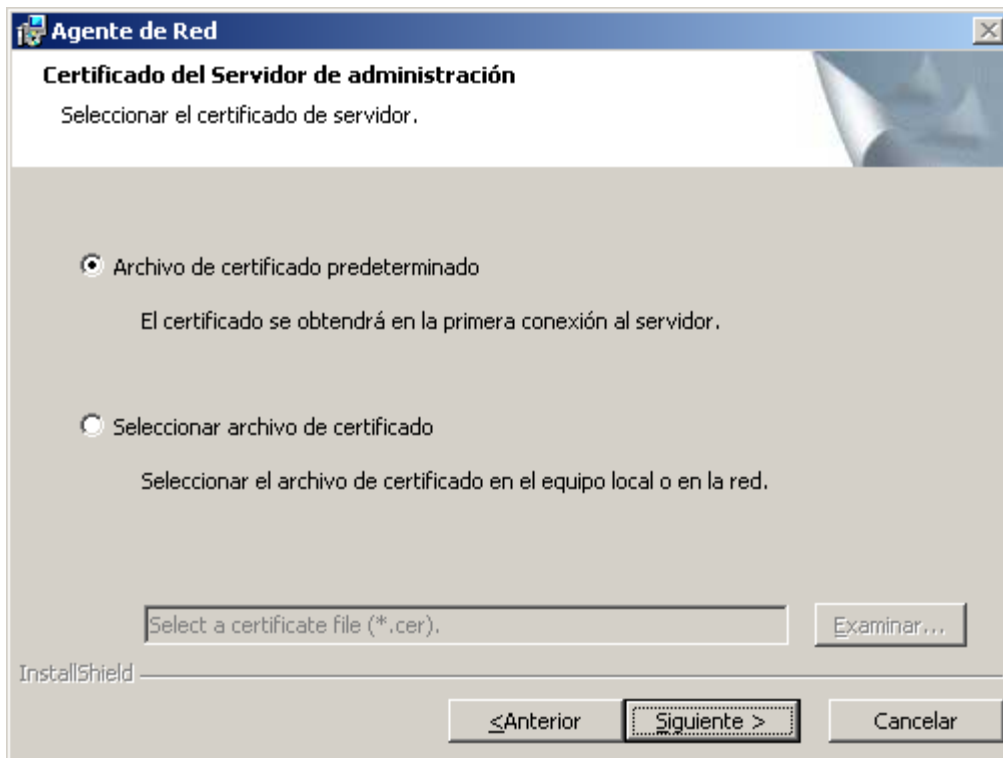 Agente de Red
Certificado del Servidor de administración
Seleccionar el certificado de servidor.
Archivo de certificado predeterminado
El certificado se obtendrá en la primera conexión al servidor.
Seleccionar archivo de certificado
Seleccionar el archivo de certificado en el equipo local o en la red.
Select a certificate file (*.cer).
Examinar...
InstallShield
<Anterior
Siguiente >
Cancelar